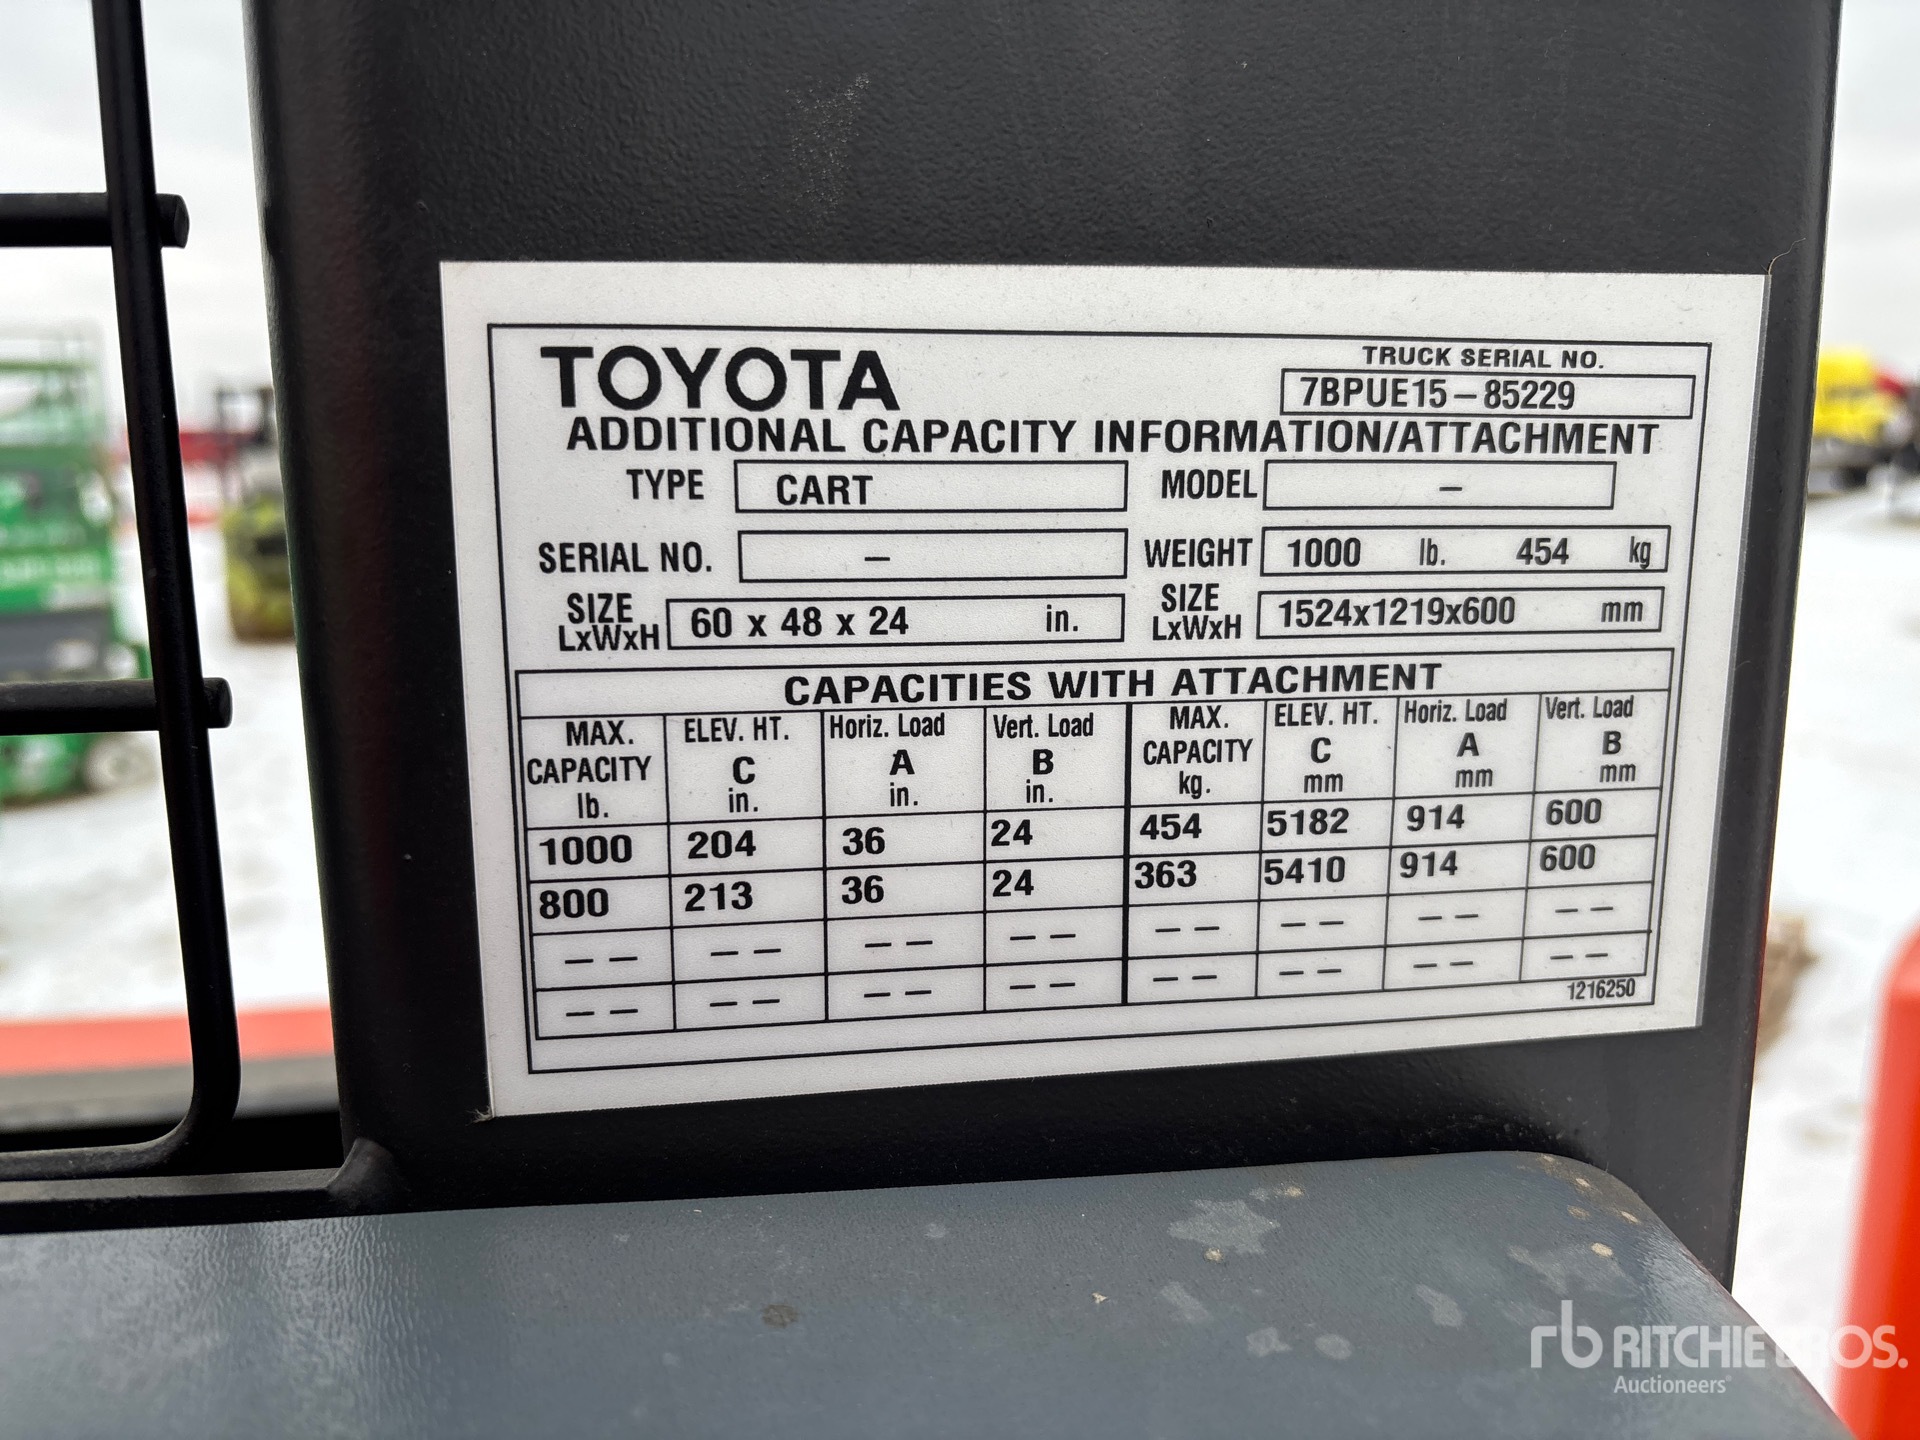 TOYOTA
TRUCK SERIAL NO.
7BPUE15-85229
ADDITIONAL CAPACITY INFORMATION/ATTACHMENT
TYPE CART MODEL –
SERIAL NO. – WEIGHT 1000 lb. 454 kg
SIZE LxWxH 60 x 48 x 24 in. SIZE LxWxH 1524x1219x600 mm
CAPACITIES WITH ATTACHMENT
MAX. CAPACITY lb. ELEV. HT. C in. Horiz. Load A in. Vert. Load B in. MAX. CAPACITY kg. ELEV. HT. C mm Horiz. Load A mm Vert. Load B mm
1000 204 36 24 454 5182 914 600
800 213 36 24 363 5410 914 600
– – – – – – – – – – – – – – – –
– – – – – – – – – – – – – – – –
1216250
rb RITCHIE BROS.
Auctioneers